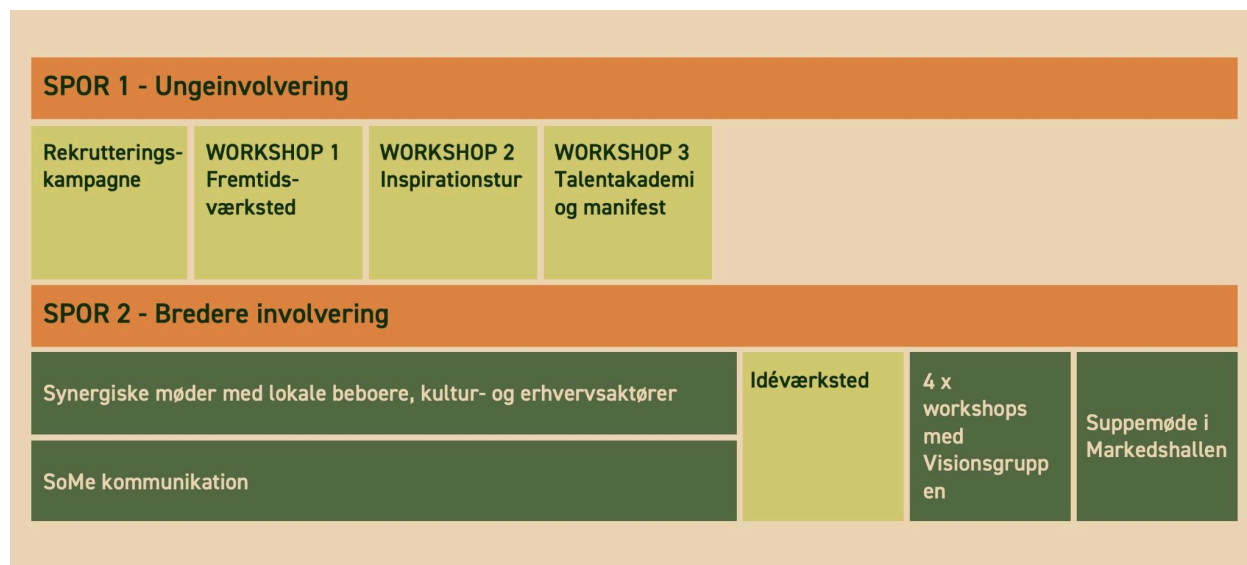 SPOR 1 - Ungeinvolvering
Rekrutterings-
kampagne
WORKSHOP 1
Fremtids-
værksted
WORKSHOP 2
Inspirationstur
WORKSHOP 3
Talentakademi
og manifest
SPOR 2 - Bredere involvering
Synergiske møder med lokale beboere, kultur- og erhvervsaktører
SoMe kommunikation
Idéværksted
4 x
workshops
med
Visionsgrupp
en
Suppemøde i
Markedshallen